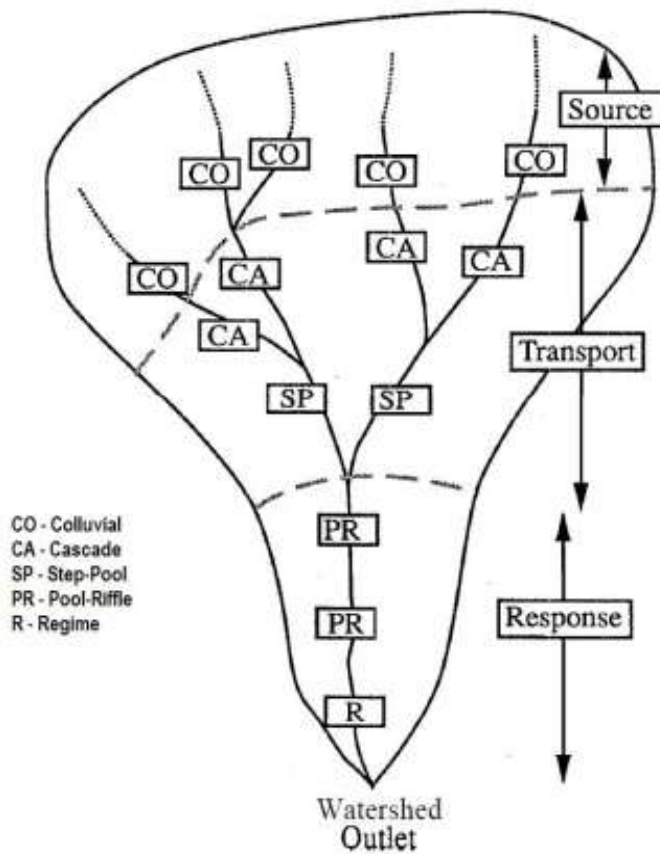 Source
CO
CO
CO
CO
CO
CA
CA
CA
CA
Transport
SP
SP
CO - Colluvial
CA - Cascade
SP - Step-Pool
PR - Pool-Riffle
R - Regime
PR
PR
Response
R
Watershed
Outlet